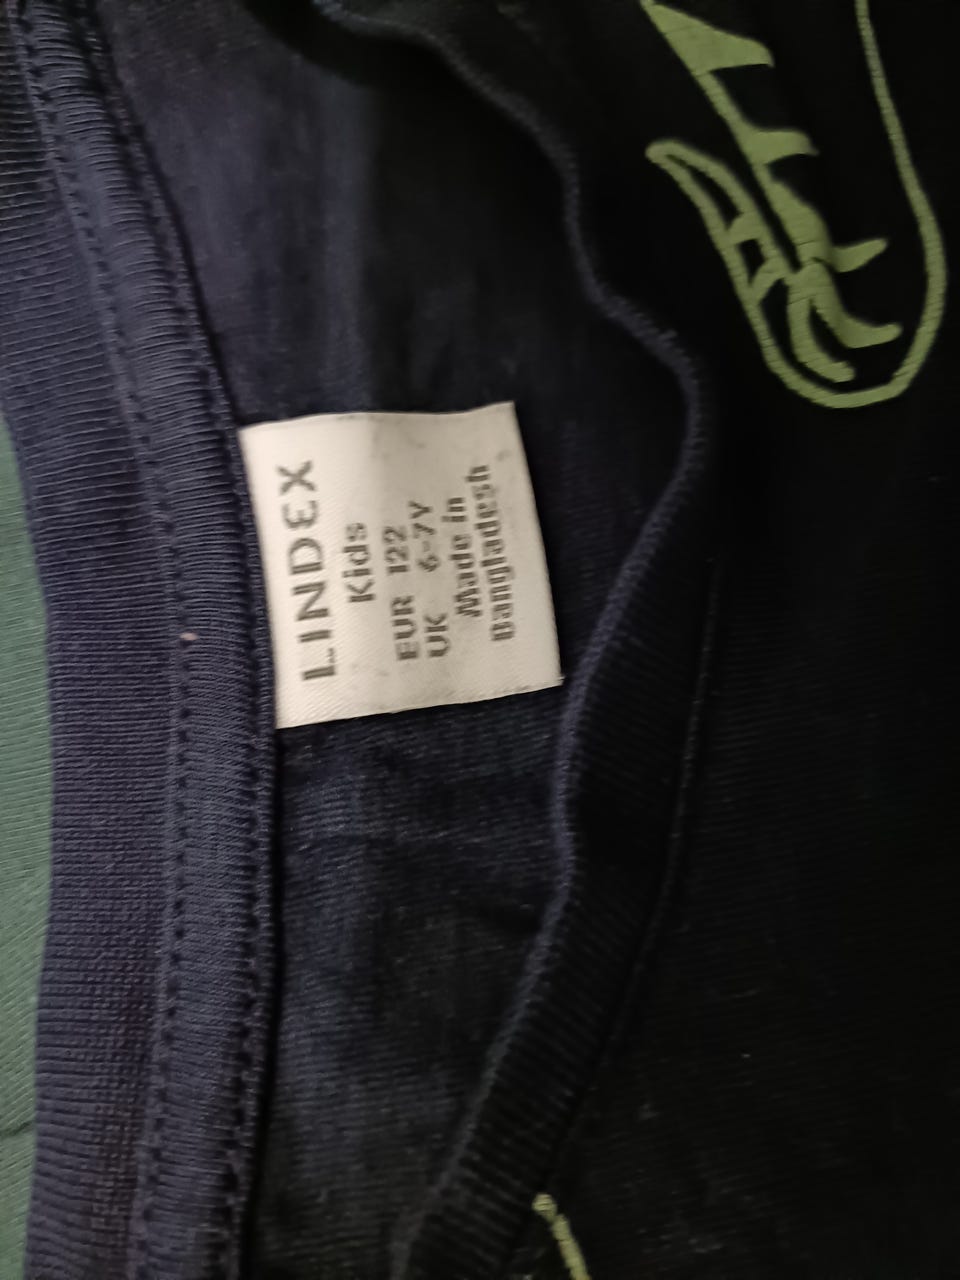 LINDEX
Kids
EUR 122
UK 6-7Y
Made in
Bangladesh